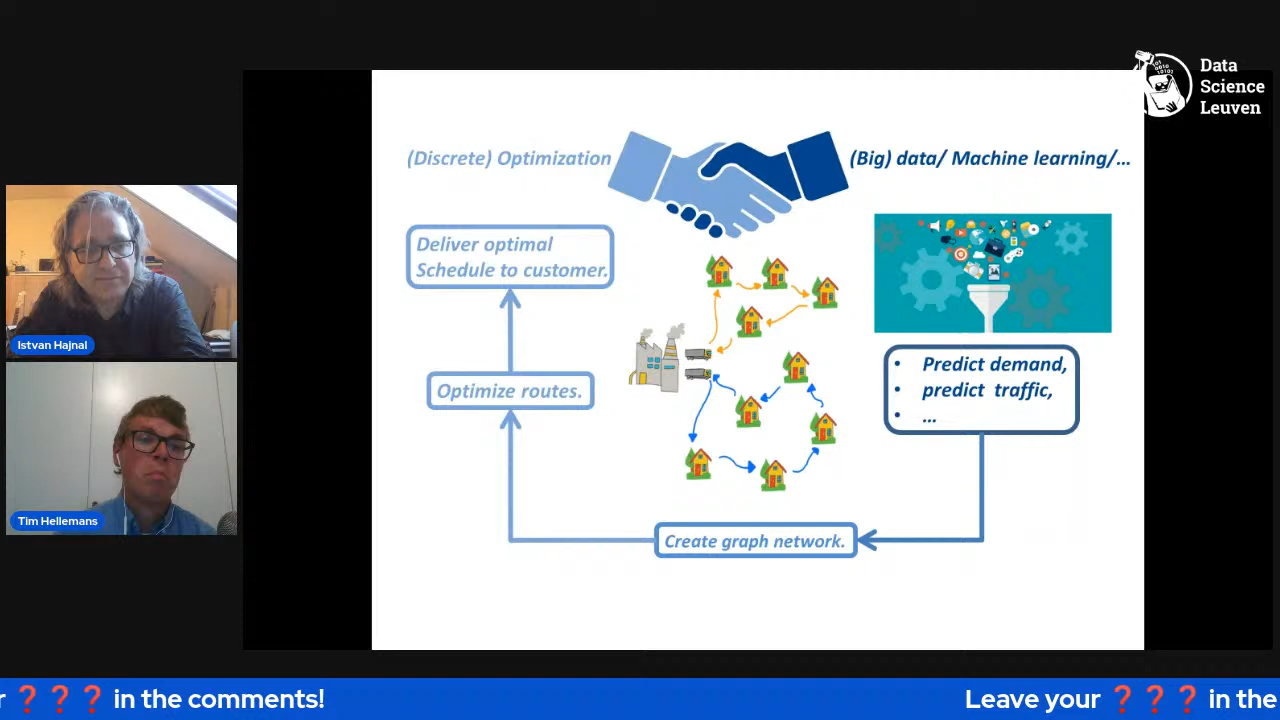 Data
Science
Leuven
(Discrete) Optimization
(Big) data/ Machine learning/...
Deliver optimal
Schedule to customer.
Optimize routes.
• Predict demand,
• predict traffic,
• ...
Create graph network.
Istvan Hajnal
Tim Hellemans
❓ ❓ ❓ in the comments!
Leave your ❓ ❓ ❓ in the